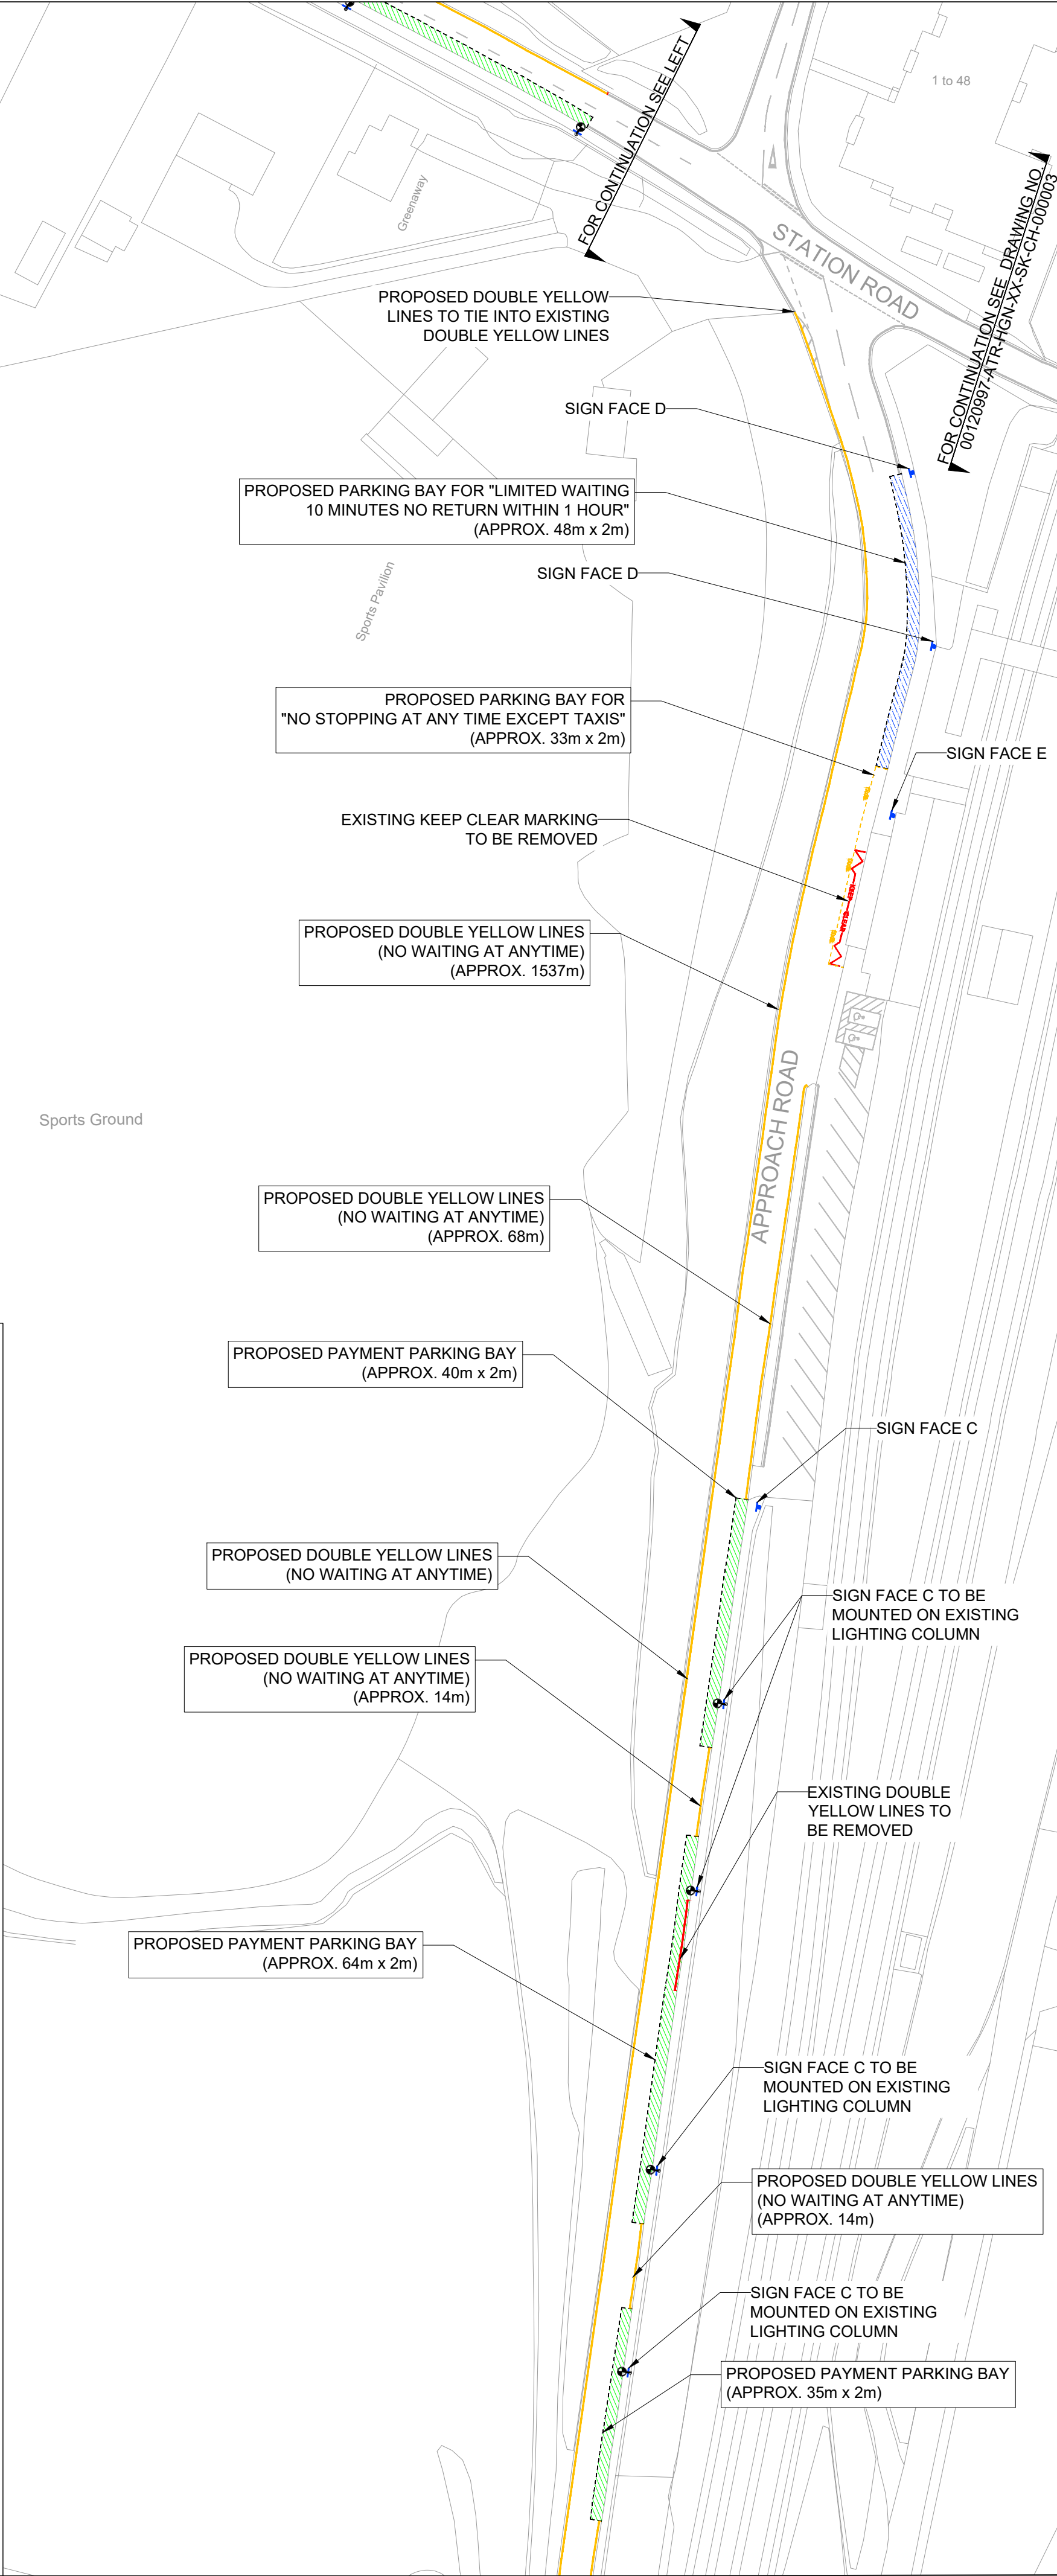 FOR CONTINUATION SEE LEFT
1 to 48
FOR CONTINUATION SEE DRAWING NO.
00120997-ATR-HGN-XX-SK-CH-000003
Greenaway
STATION ROAD
PROPOSED DOUBLE YELLOW
LINES TO TIE INTO EXISTING
DOUBLE YELLOW LINES
SIGN FACE D
PROPOSED PARKING BAY FOR "LIMITED WAITING
10 MINUTES NO RETURN WITHIN 1 HOUR"
(APPROX. 48m x 2m)
SIGN FACE D
Sports Pavilion
PROPOSED PARKING BAY FOR
"NO STOPPING AT ANY TIME EXCEPT TAXIS"
(APPROX. 33m x 2m)
SIGN FACE E
EXISTING KEEP CLEAR MARKING
TO BE REMOVED
KEEP
CLEAR
PROPOSED DOUBLE YELLOW LINES
(NO WAITING AT ANYTIME)
(APPROX. 1537m)
APPROACH ROAD
Sports Ground
PROPOSED DOUBLE YELLOW LINES
(NO WAITING AT ANYTIME)
(APPROX. 68m)
PROPOSED PAYMENT PARKING BAY
(APPROX. 40m x 2m)
SIGN FACE C
PROPOSED DOUBLE YELLOW LINES
(NO WAITING AT ANYTIME)
SIGN FACE C TO BE
MOUNTED ON EXISTING
LIGHTING COLUMN
PROPOSED DOUBLE YELLOW LINES
(NO WAITING AT ANYTIME)
(APPROX. 14m)
EXISTING DOUBLE
YELLOW LINES TO
BE REMOVED
PROPOSED PAYMENT PARKING BAY
(APPROX. 64m x 2m)
SIGN FACE C TO BE
MOUNTED ON EXISTING
LIGHTING COLUMN
PROPOSED DOUBLE YELLOW LINES
(NO WAITING AT ANYTIME)
(APPROX. 14m)
SIGN FACE C TO BE
MOUNTED ON EXISTING
LIGHTING COLUMN
PROPOSED PAYMENT PARKING BAY
(APPROX. 35m x 2m)